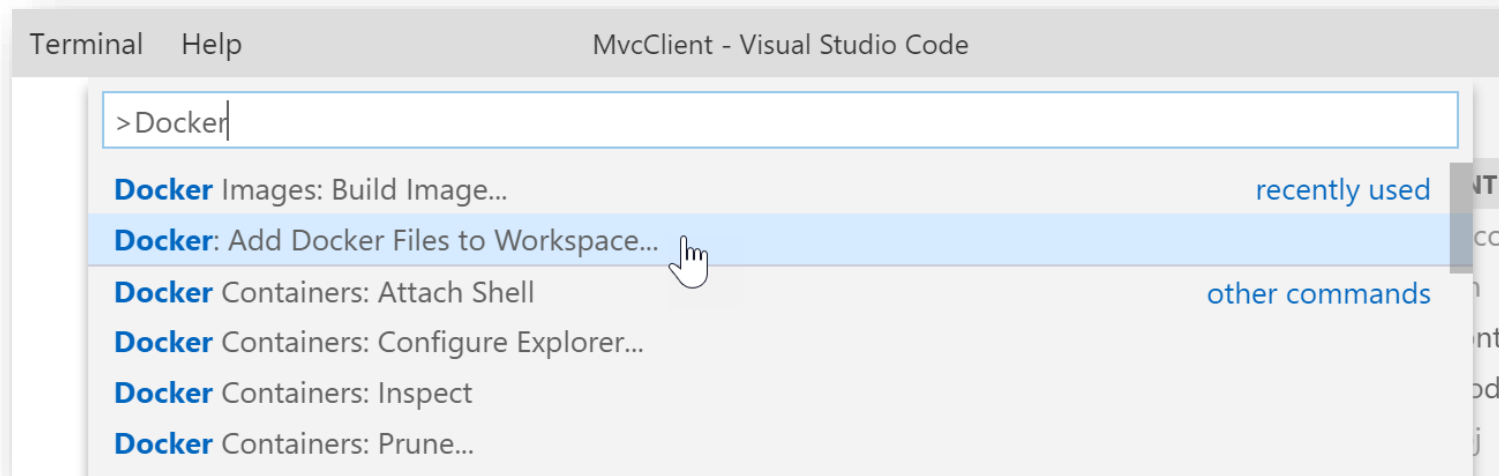 Terminal Help MvcClient - Visual Studio Code
>Docker
Docker Images: Build Image... recently used
Docker: Add Docker Files to Workspace...
Docker Containers: Attach Shell other commands
Docker Containers: Configure Explorer...
Docker Containers: Inspect
Docker Containers: Prune...